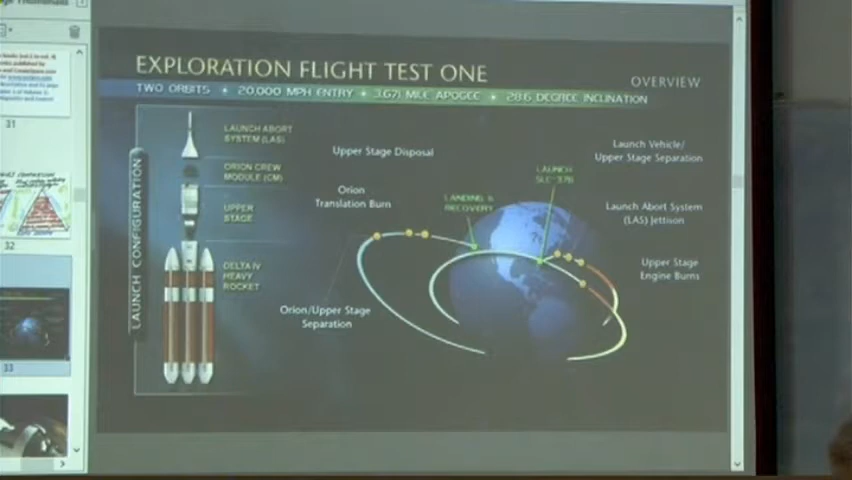 EXPLORATION FLIGHT TEST ONE
OVERVIEW
TWO ORBITS • 20,000 MPH ENTRY • 3,671 MILE APOGEE • 28.6 DEGREE INCLINATION
LAUNCH CONFIGURATION
LAUNCH ABORT
SYSTEM (LAS)
ORION CREW
MODULE (CM)
UPPER
STAGE
DELTA IV
HEAVY
ROCKET
Upper Stage Disposal
Orion
Translation Burn
Orion/Upper Stage
Separation
LANDING &
RECOVERY
LAUNCH
SLC-37B
Launch Vehicle/
Upper Stage Separation
Launch Abort System
(LAS) Jettison
Upper Stage
Engine Burns
31
32
33